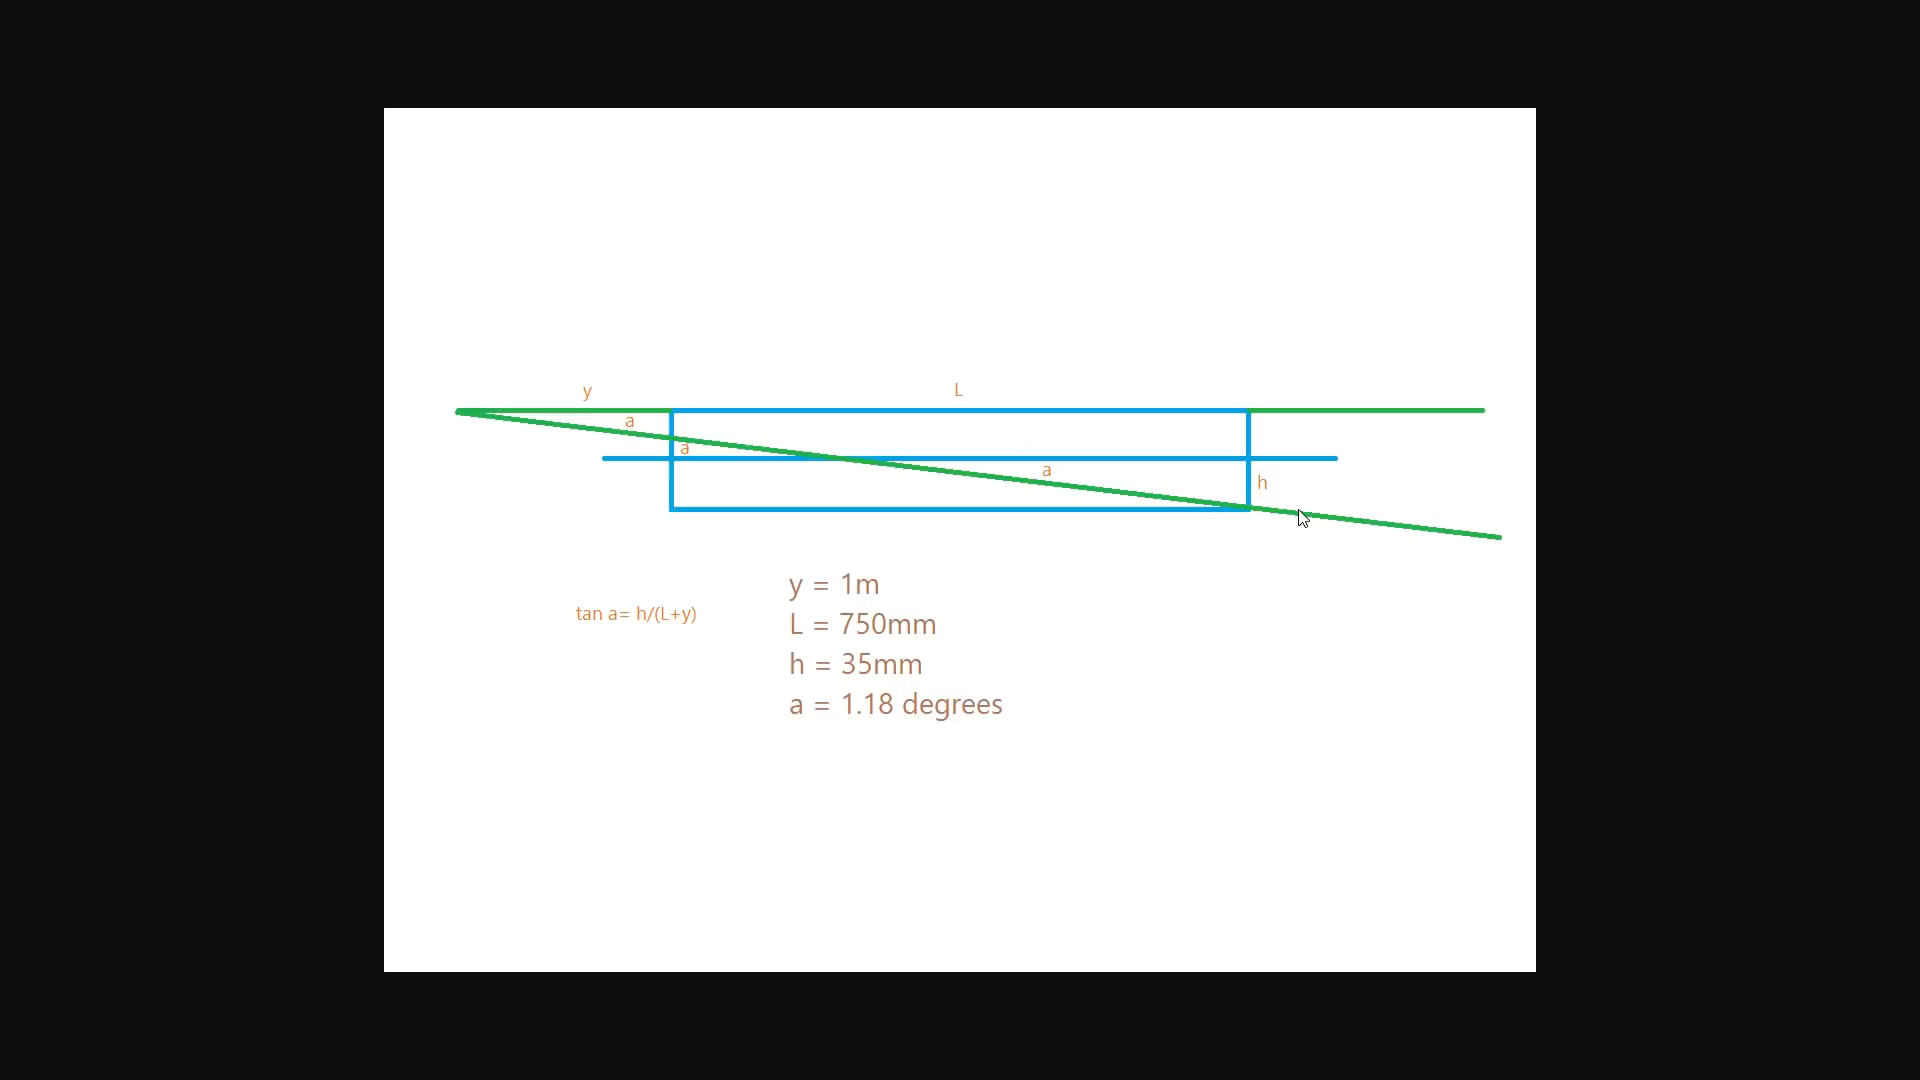 y
L
a
a
a
h
y = 1m
tan a= h/(L+y)
L = 750mm
h = 35mm
a = 1.18 degrees